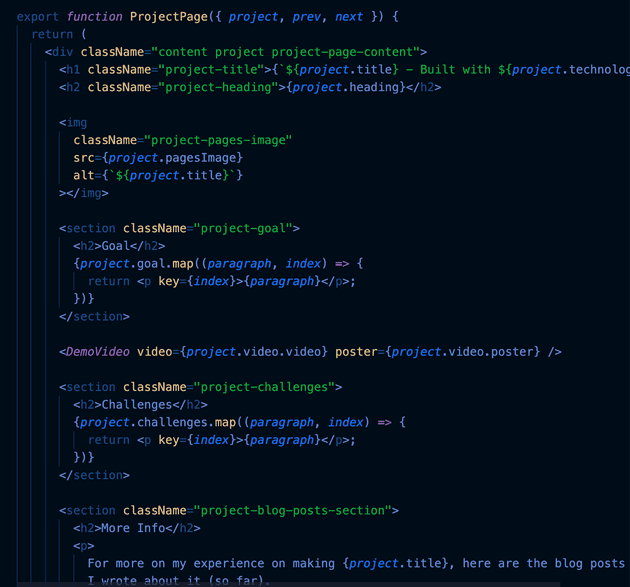 export function ProjectPage({ project, prev, next }) {
return (
<div className="content project project-page-content">
<h1 className="project-title">{`${project.title} – Built with ${project.technolog
<h2 className="project-heading">{project.heading}</h2>
<img
className="project-pages-image"
src={project.pagesImage}
alt={`${project.title}`}
></img>
<section className="project-goal">
<h2>Goal</h2>
{project.goal.map((paragraph, index) => {
return <p key={index}>{paragraph}</p>;
})}
</section>
<DemoVideo video={project.video.video} poster={project.video.poster} />
<section className="project-challenges">
<h2>Challenges</h2>
{project.challenges.map((paragraph, index) => {
return <p key={index}>{paragraph}</p>;
})}
</section>
<section className="project-blog-posts-section">
<h2>More Info</h2>
<p>
For more on my experience on making {project.title}, here are the blog posts
I wrote about it (so far).